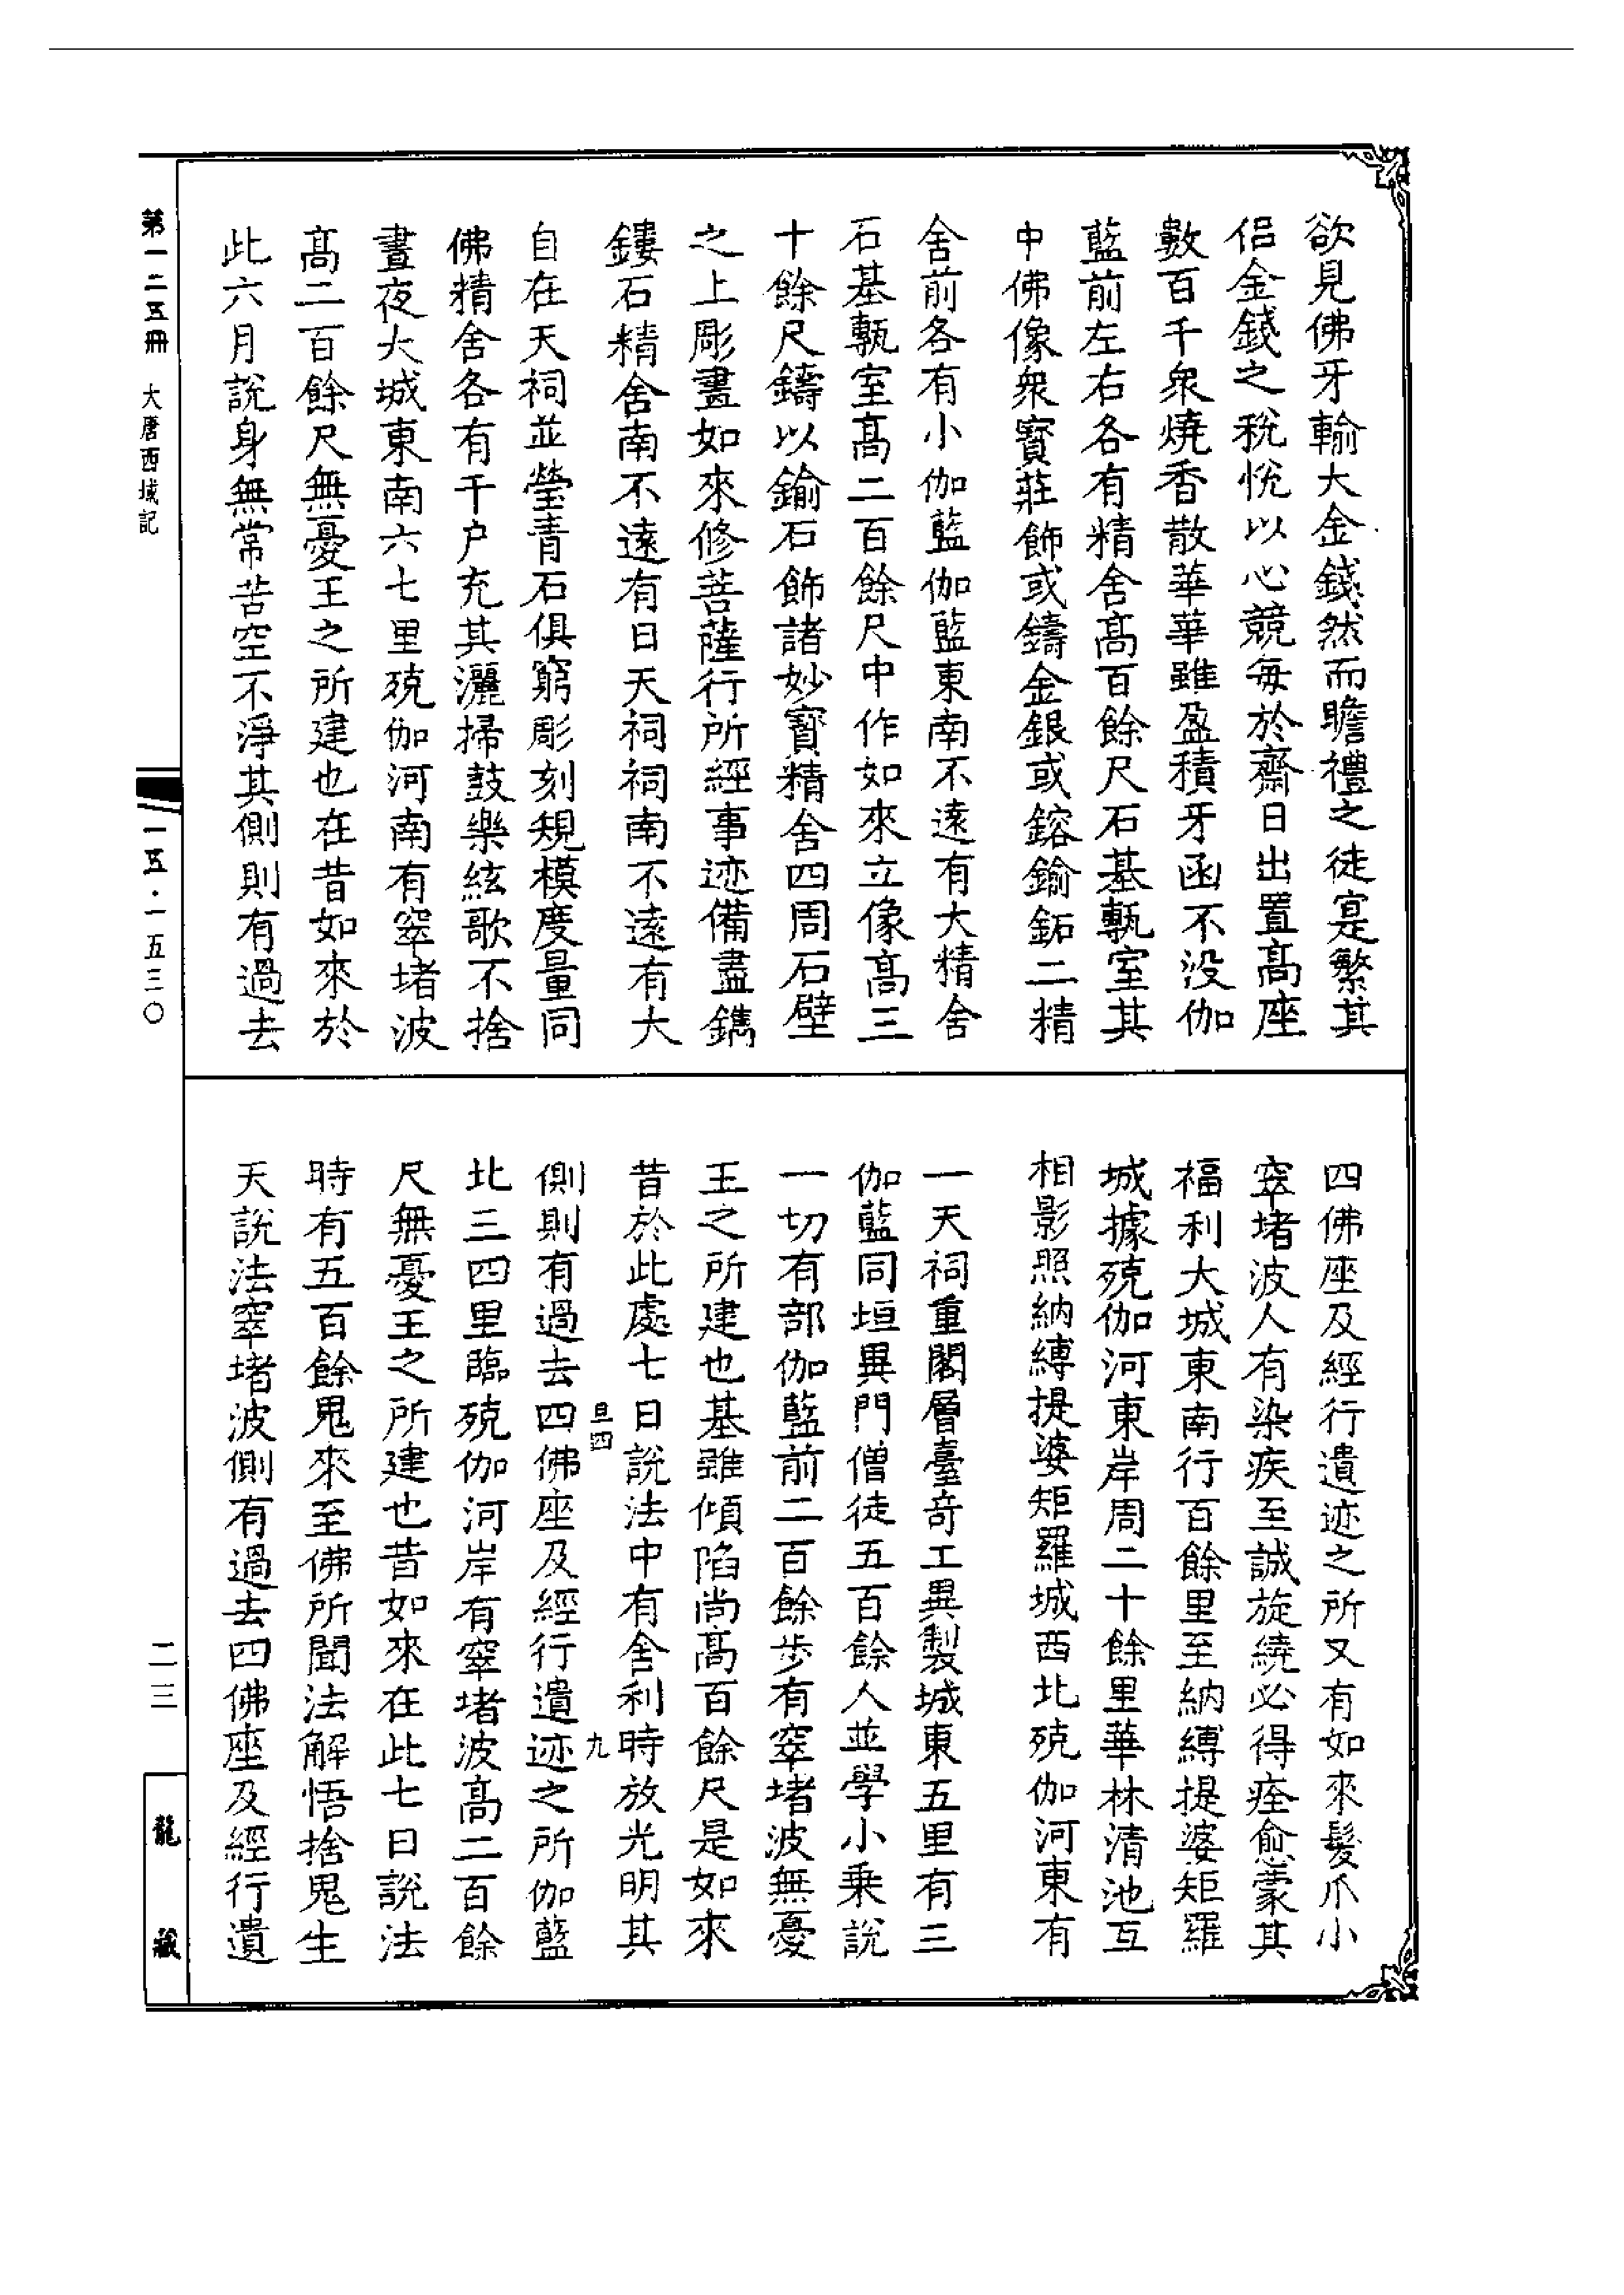 欲見佛牙輸大金錢然而瞻禮之徒寔繁其
侶金錢之稅悅以心競每於齋日出置高座
數百千衆燒香散華華雖盈積牙函不没伽
藍前左右各有精舍高百餘尺石基甎室其
中佛像衆寶莊飾或鑄金銀或鎔鍮鉐二精
舍前各有小伽藍伽藍東南不遠有大精舍
石基甎室高二百餘尺中作如來立像高三
十餘尺鑄以鍮石飾諸妙寶精舍四周石壁
之上彫畫如來修菩薩行所經事迹備盡鐫
鏤石精舍南不遠有日天祠祠南不遠有大
自在天祠並瑩青石俱窮彫刻規模度量同
佛精舍各有千户充其灑掃鼓樂絃歌不捨
晝夜大城東南六七里殑伽河南有窣堵波
高二百餘尺無憂王之所建也在昔如來於
此六月說身無常苦空不淨其側則有過去
四佛座及經行遺迹之所又有如來髮爪小
窣堵波人有染疾至誠旋繞必得痊愈蒙其
福利大城東南行百餘里至納縛提婆矩羅
城據殑伽河東岸周二十餘里華林清池互
相影照納縛提婆矩羅城西北殑伽河東有
一天祠重閣層臺奇工異製城東五里有三
伽藍同垣異門僧徒五百餘人並學小乗說
一切有部伽藍前二百餘步有窣堵波無憂
王之所建也基雖傾陷尚高百餘尺是如來
昔於此處七日說法中有舍利時放光明其
旦四 九
側則有過去四佛座及經行遺迹之所伽藍
北三四里臨殑伽河岸有窣堵波高二百餘
尺無憂王之所建也昔如來在此七日說法
時有五百餘鬼來至佛所聞法解悟捨鬼生
天說法窣堵波側有過去四佛座及經行遺
第一二五冊 大唐西域記
一五·一五三〇
二三
龍藏